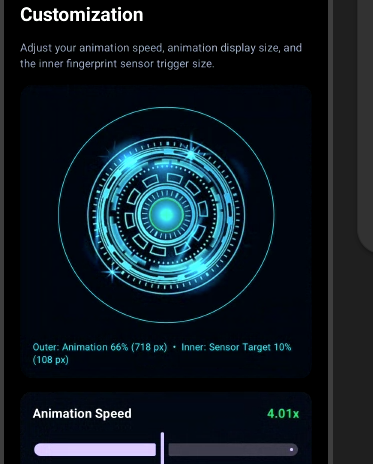 Customization
Adjust your animation speed, animation display size, and
the inner fingerprint sensor trigger size.
Outer: Animation 66% (718 px) • Inner: Sensor Target 10%
(108 px)
Animation Speed 4.01x